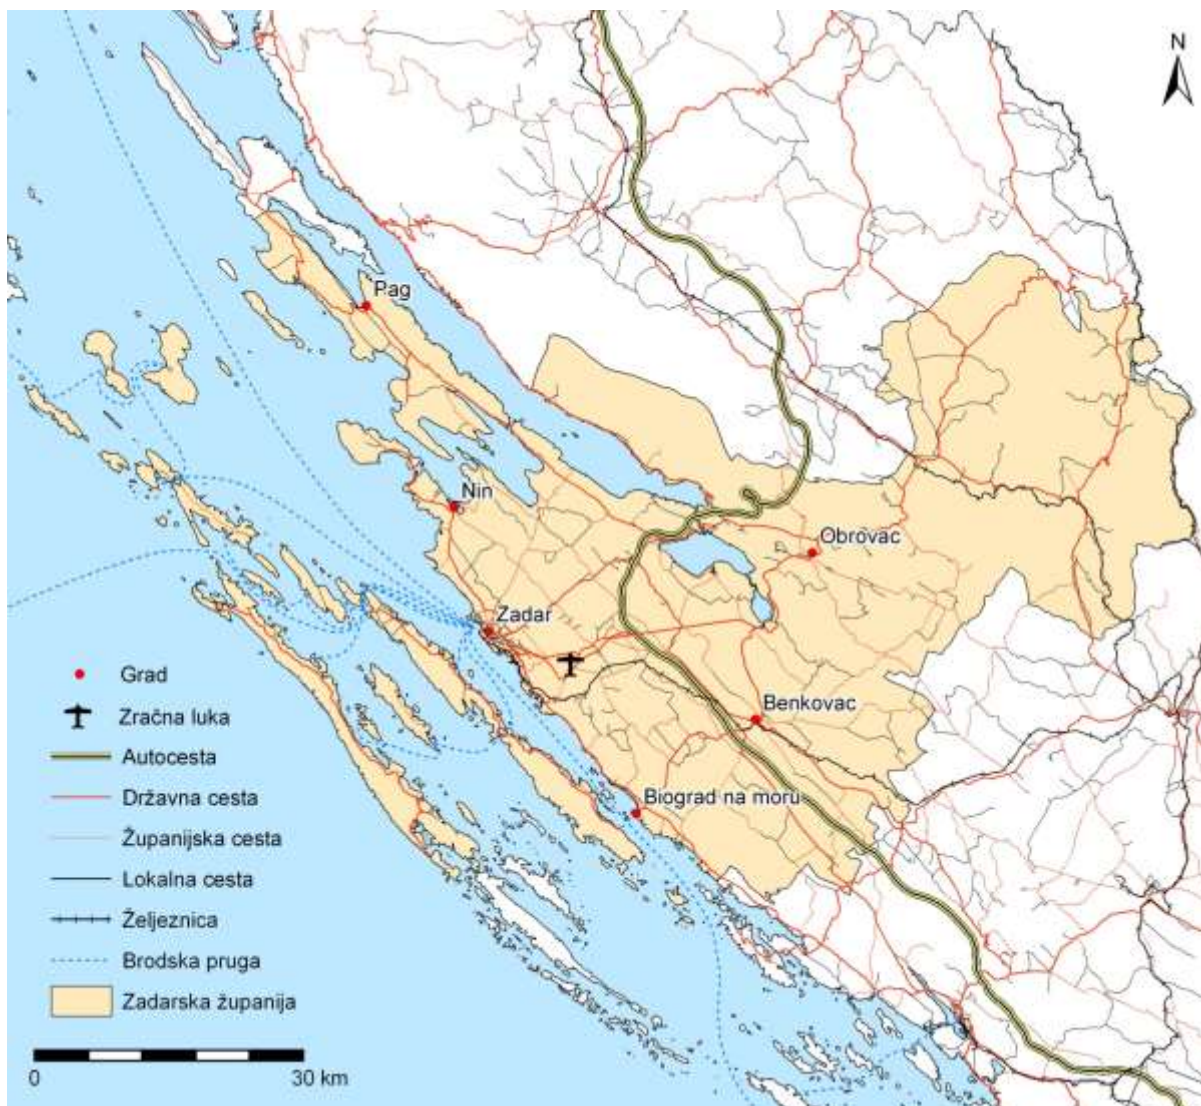 N
Pag
Nin
Obrovac
Zadar
Benkovac
Biograd na moru
Grad
Zračna luka
Autocesta
Državna cesta
Županijska cesta
Lokalna cesta
Željeznica
Brodska pruga
Zadarska županija
0 30 km